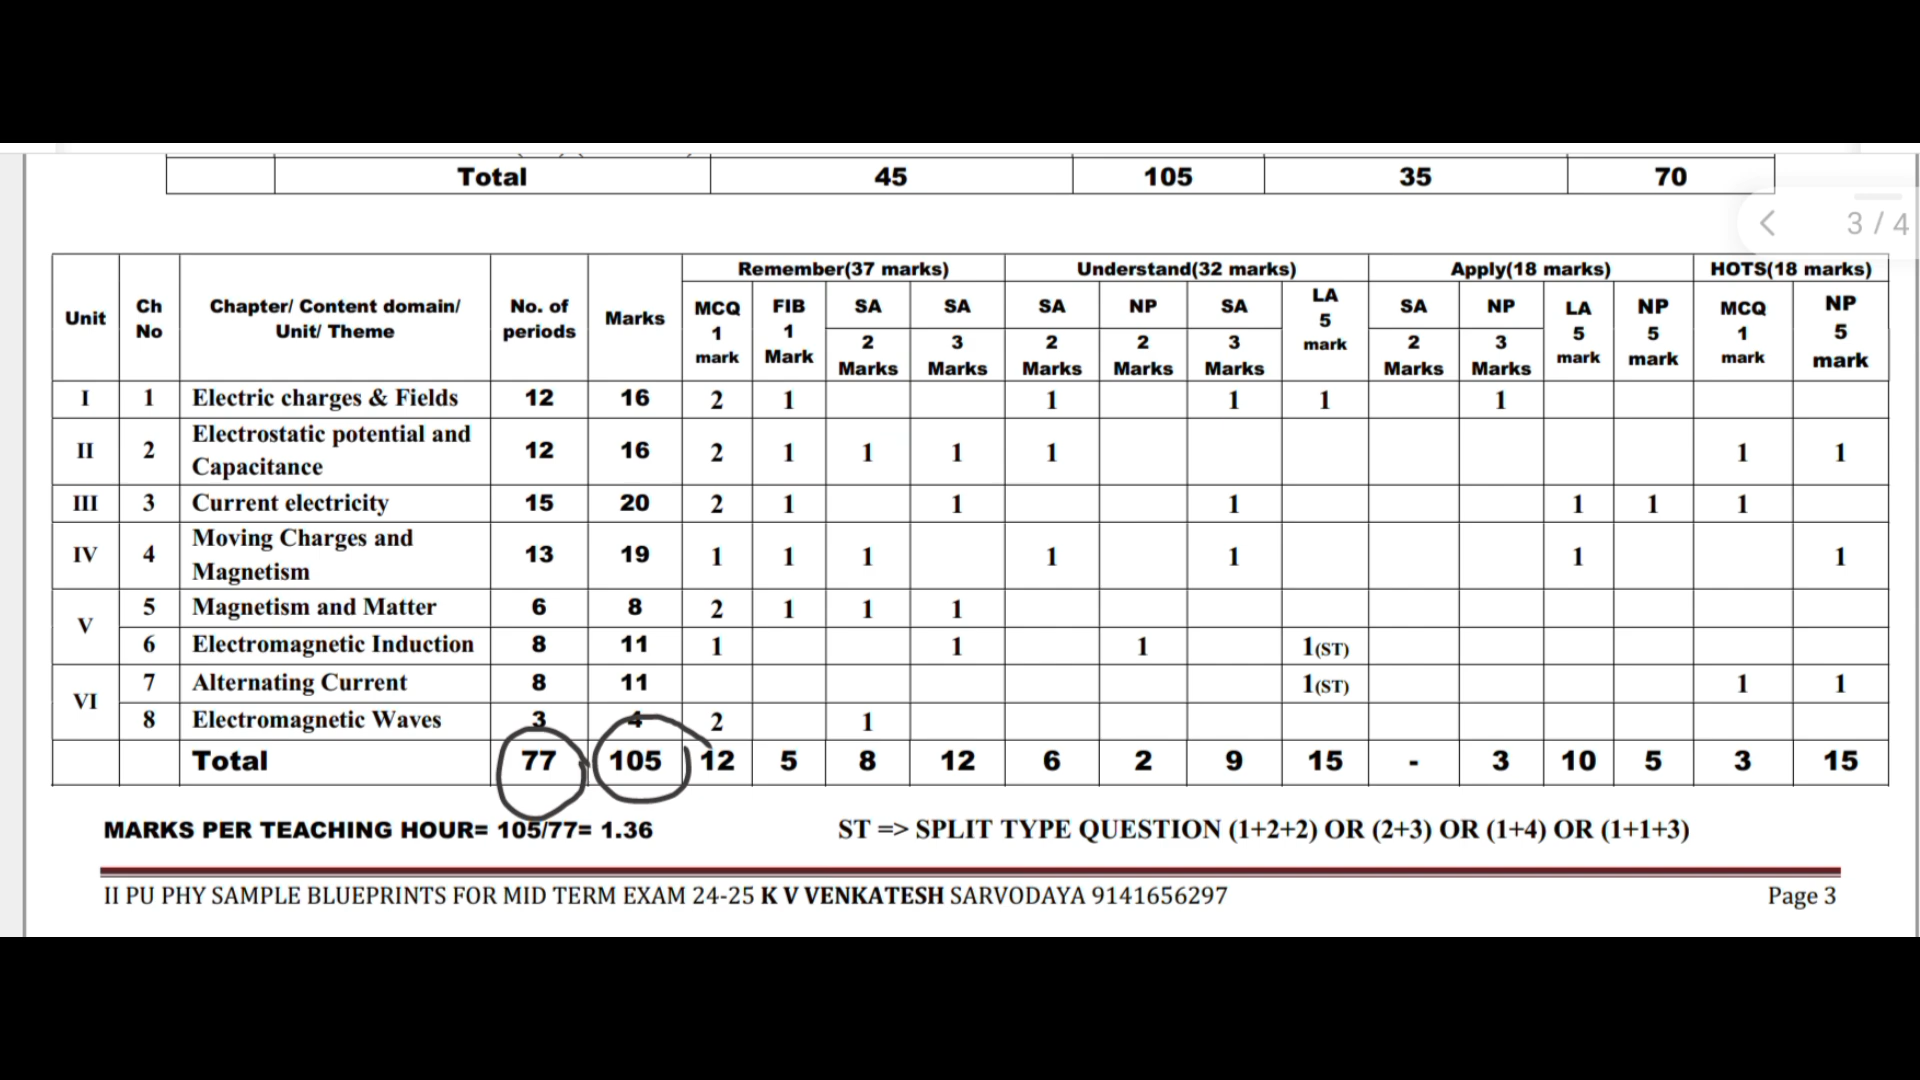 Total 45 105 35 70
3 / 4
Unit Ch No Chapter/ Content domain/ Unit/ Theme No. of periods Marks Remember(37 marks) Understand(32 marks) Apply(18 marks) HOTS(18 marks)
MCQ 1 mark FIB 1 Mark SA 2 Marks SA 3 Marks SA 2 Marks NP 2 Marks SA 3 Marks LA 5 mark SA 2 Marks NP 3 Marks LA 5 mark NP 5 mark MCQ 1 mark NP 5 mark
I 1 Electric charges & Fields 12 16 2 1 1 1 1 1
II 2 Electrostatic potential and Capacitance 12 16 2 1 1 1 1 1 1
III 3 Current electricity 15 20 2 1 1 1 1 1 1
IV 4 Moving Charges and Magnetism 13 19 1 1 1 1 1 1 1
V 5 Magnetism and Matter 6 8 2 1 1 1
6 Electromagnetic Induction 8 11 1 1 1 1(ST)
VI 7 Alternating Current 8 11 1(ST) 1 1
8 Electromagnetic Waves 3 4 2 1
Total 77 105 12 5 8 12 6 2 9 15 - 3 10 5 3 15
MARKS PER TEACHING HOUR= 105/77= 1.36 ST => SPLIT TYPE QUESTION (1+2+2) OR (2+3) OR (1+4) OR (1+1+3)
II PU PHY SAMPLE BLUEPRINTS FOR MID TERM EXAM 24-25 K V VENKATESH SARVODAYA 9141656297 Page 3